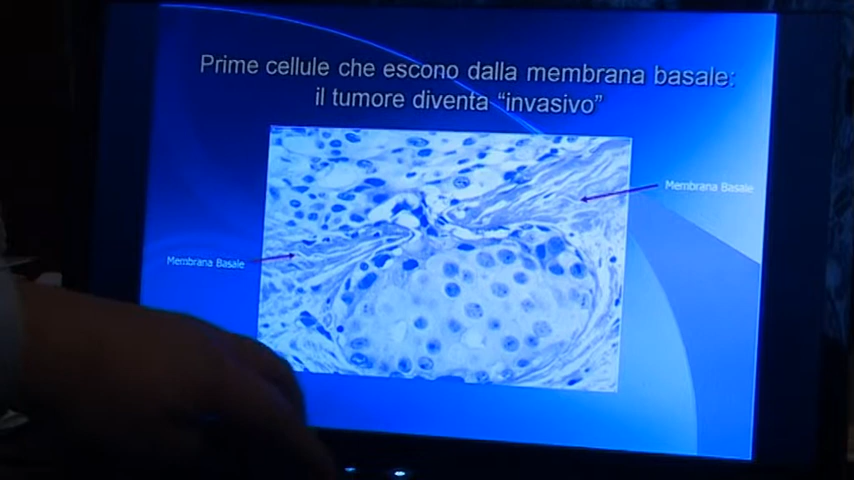 Prime cellule che escono dalla membrana basale:
il tumore diventa "invasivo"
Membrana Basale
Membrana Basale